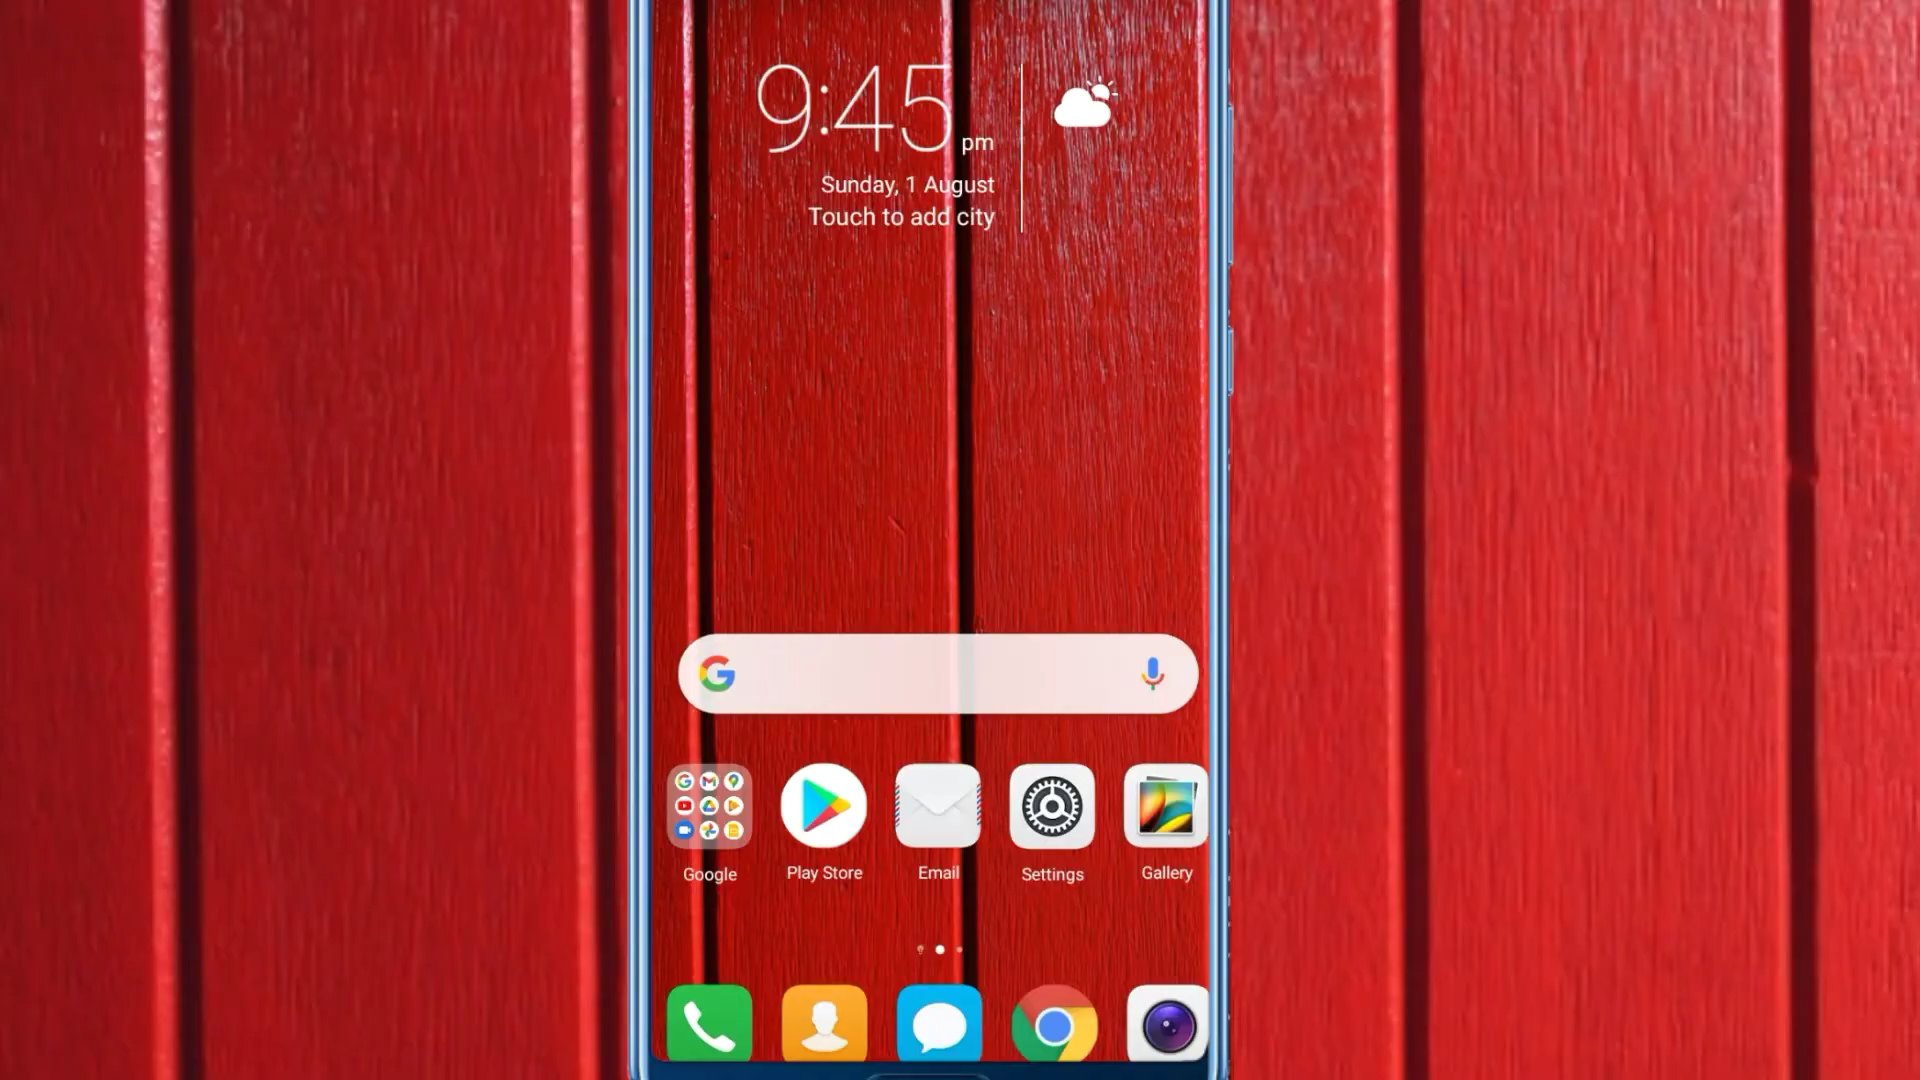 9:45 pm
Sunday, 1 August
Touch to add city
Google
Play Store
Email
Settings
Gallery